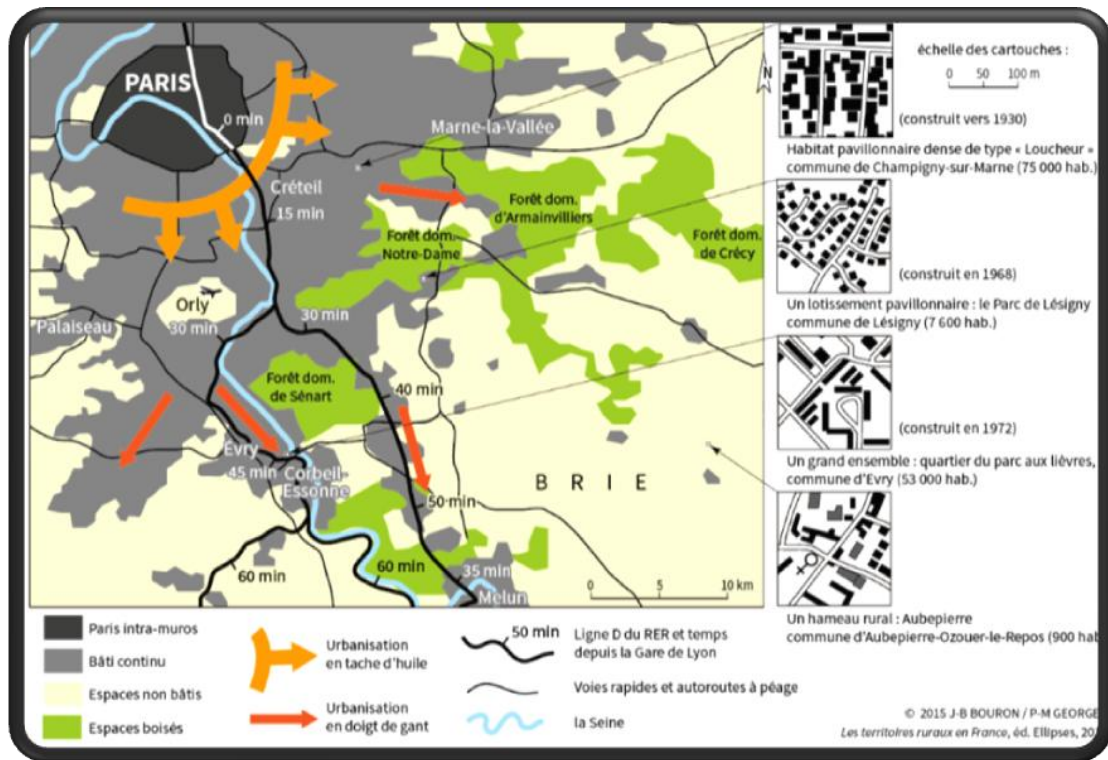 PARIS
0 min
Marne-la-Vallée
Créteil
15 min
Forêt dom.
d'Armainvilliers
Forêt dom.
Notre-Dame
Forêt dom.
de Crécy
Orly
Palaiseau
30 min
30 min
Forêt dom.
de Sénart
40 min
Évry
45 min
Corbeil-
Essonne
B R I E
50 min
60 min
60 min
35 min
Melun
0 5 10 km
N
échelle des cartouches :
0 50 100 m
(construit vers 1930)
Habitat pavillonnaire dense de type « Loucheur »
commune de Champigny-sur-Marne (75 000 hab.)
(construit en 1968)
Un lotissement pavillonnaire : le Parc de Lésigny
commune de Lésigny (7 600 hab.)
(construit en 1972)
Un grand ensemble : quartier du parc aux lièvres,
commune d'Evry (53 000 hab.)
Un hameau rural : Aubepierre
commune d'Aubepierre-Ozouer-le-Repos (900 hab
Paris intra-muros
Bâti continu
Espaces non bâtis
Espaces boisés
Urbanisation
en tache d'huile
Urbanisation
en doigt de gant
50 min
Ligne D du RER et temps
depuis la Gare de Lyon
Voies rapides et autoroutes à péage
la Seine
© 2015 J-B BOURON / P-M GEORGE
Les territoires ruraux en France, éd. Ellipses, 20